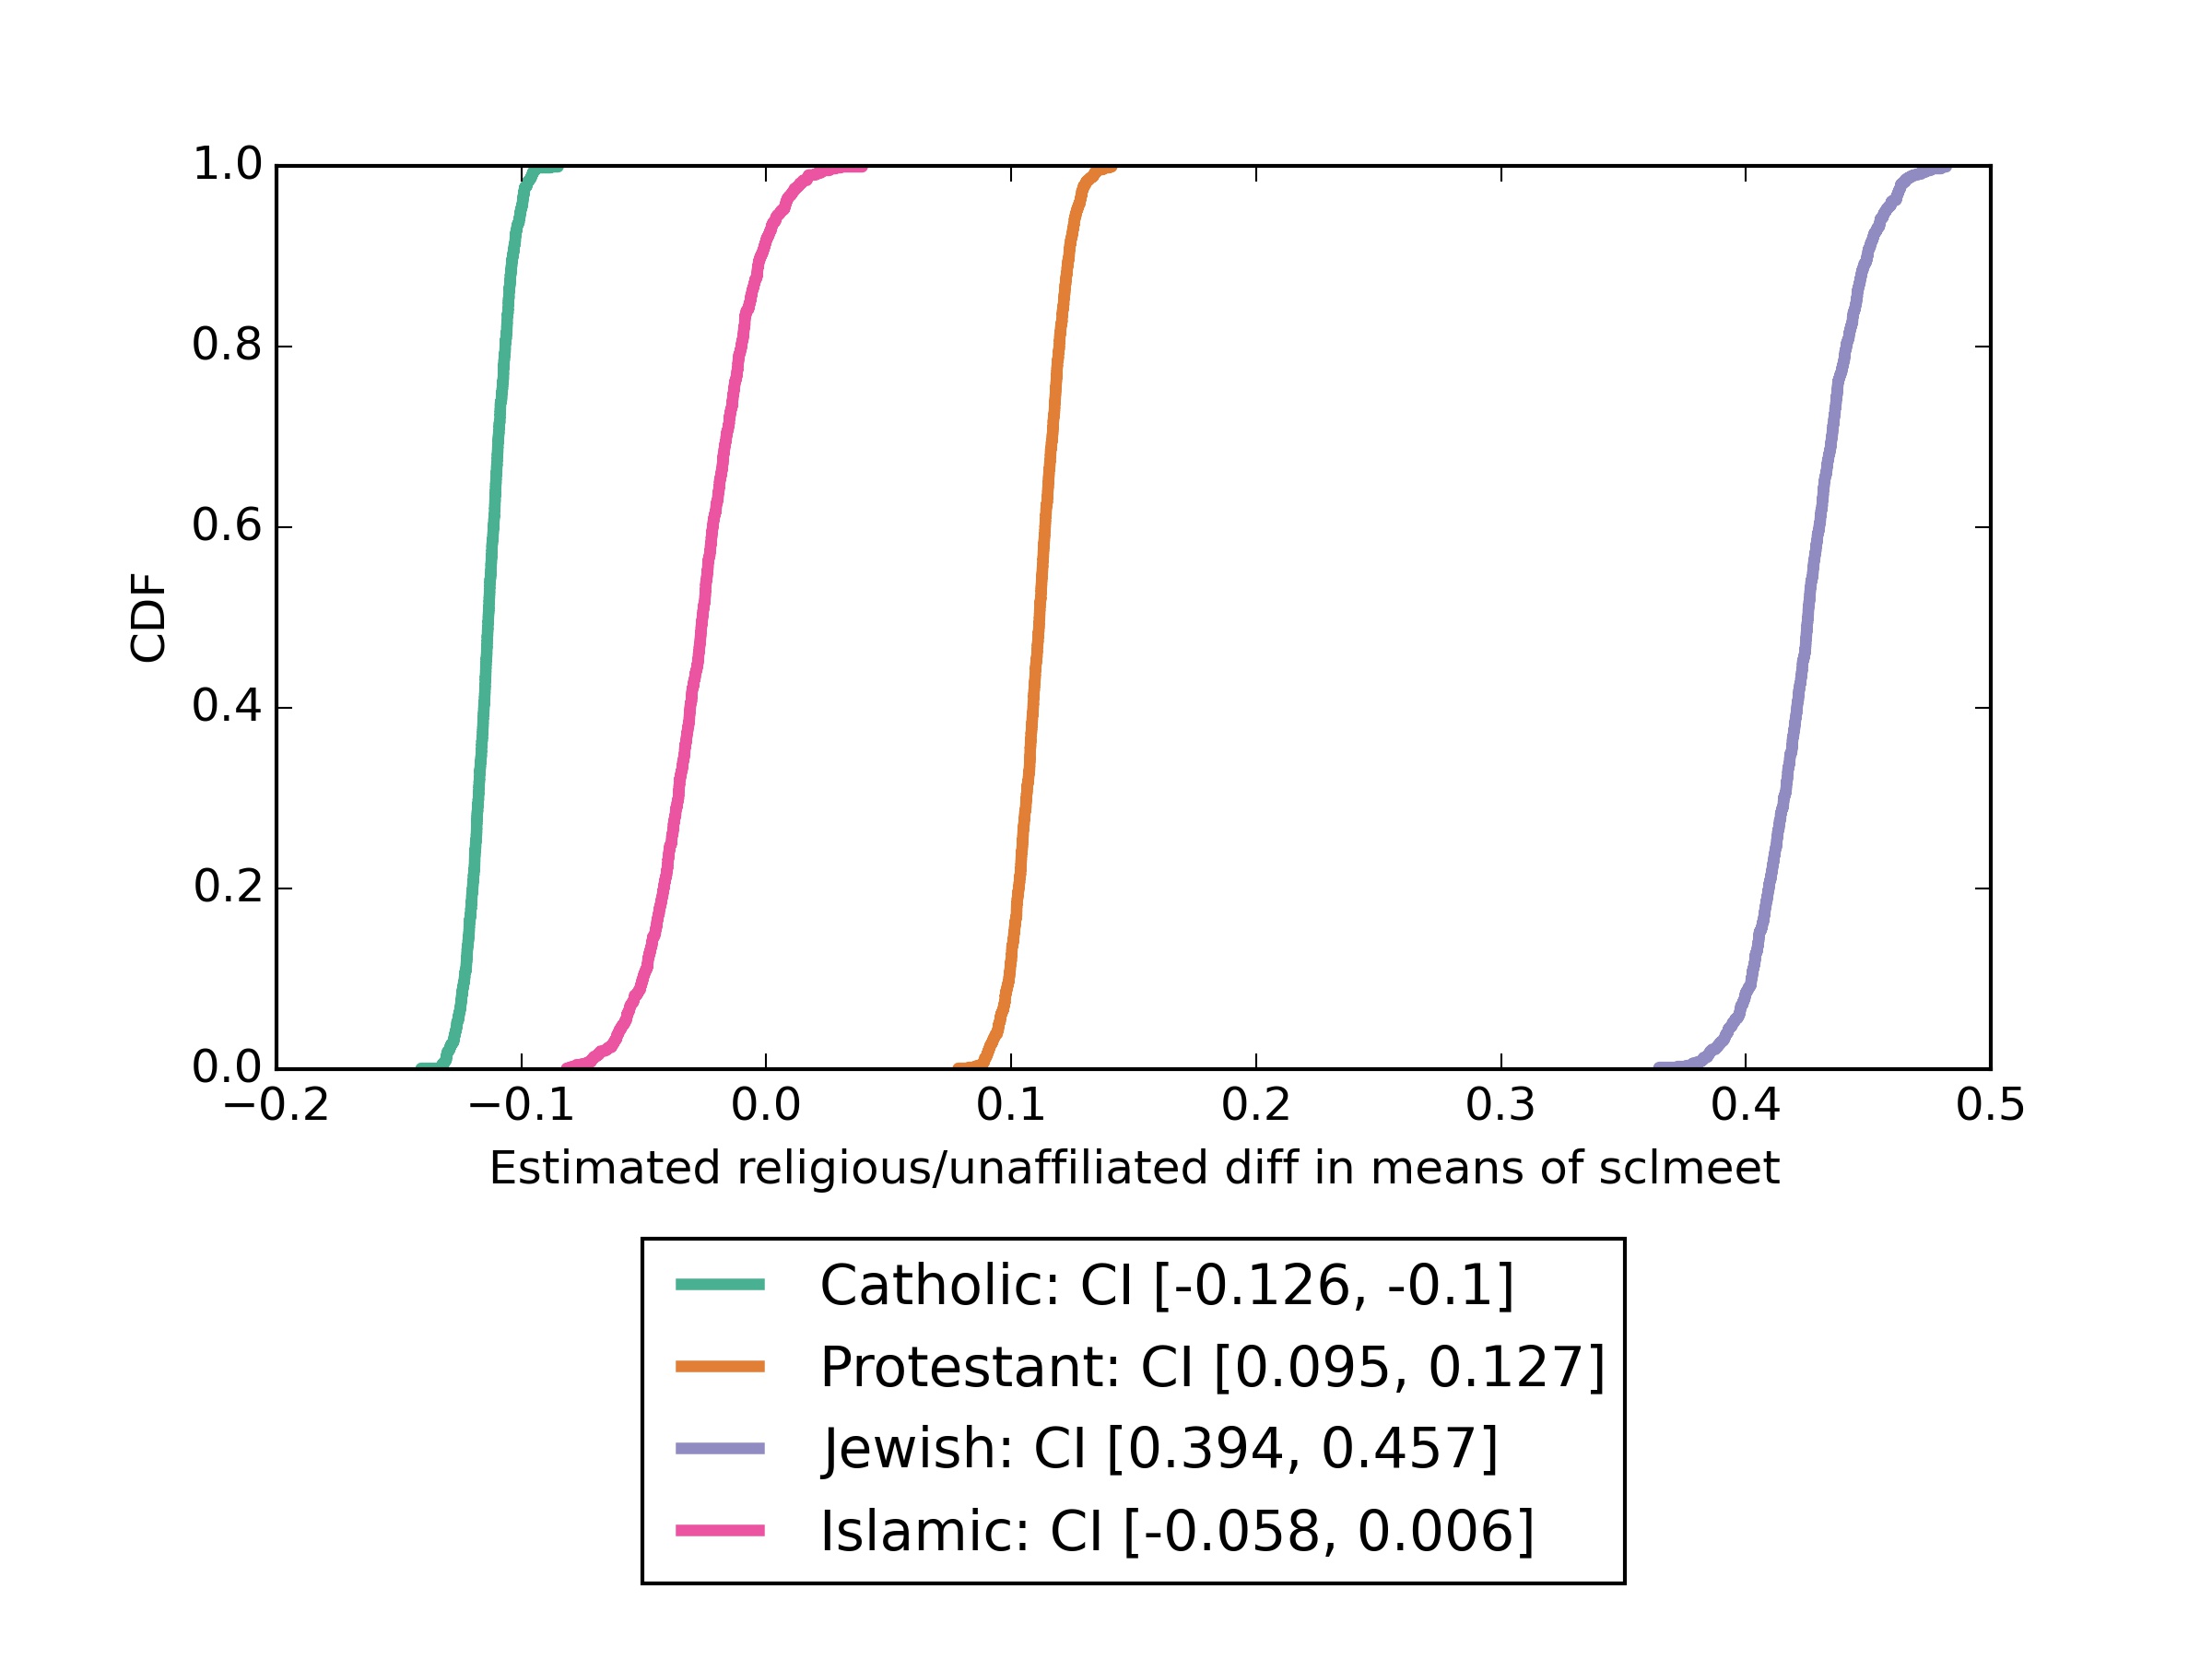 1.0
0.8
0.6
0.4
0.2
0.0
CDF
−0.2 −0.1 0.0 0.1 0.2 0.3 0.4 0.5
Estimated religious/unaffiliated diff in means of sclmeet
Catholic: CI [-0.126, -0.1]
Protestant: CI [0.095, 0.127]
Jewish: CI [0.394, 0.457]
Islamic: CI [-0.058, 0.006]